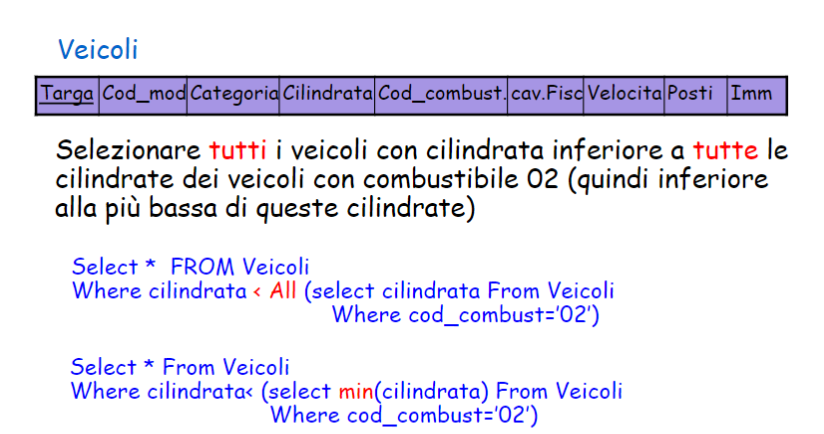 Veicoli
Targa Cod_mod Categoria Cilindrata Cod_combust. cav.Fisc Velocita Posti Imm
Selezionare tutti i veicoli con cilindrata inferiore a tutte le
cilindrate dei veicoli con combustibile 02 (quindi inferiore
alla più bassa di queste cilindrate)
Select * FROM Veicoli
Where cilindrata < All (select cilindrata From Veicoli
Where cod_combust='02')
Select * From Veicoli
Where cilindrata< (select min(cilindrata) From Veicoli
Where cod_combust='02')